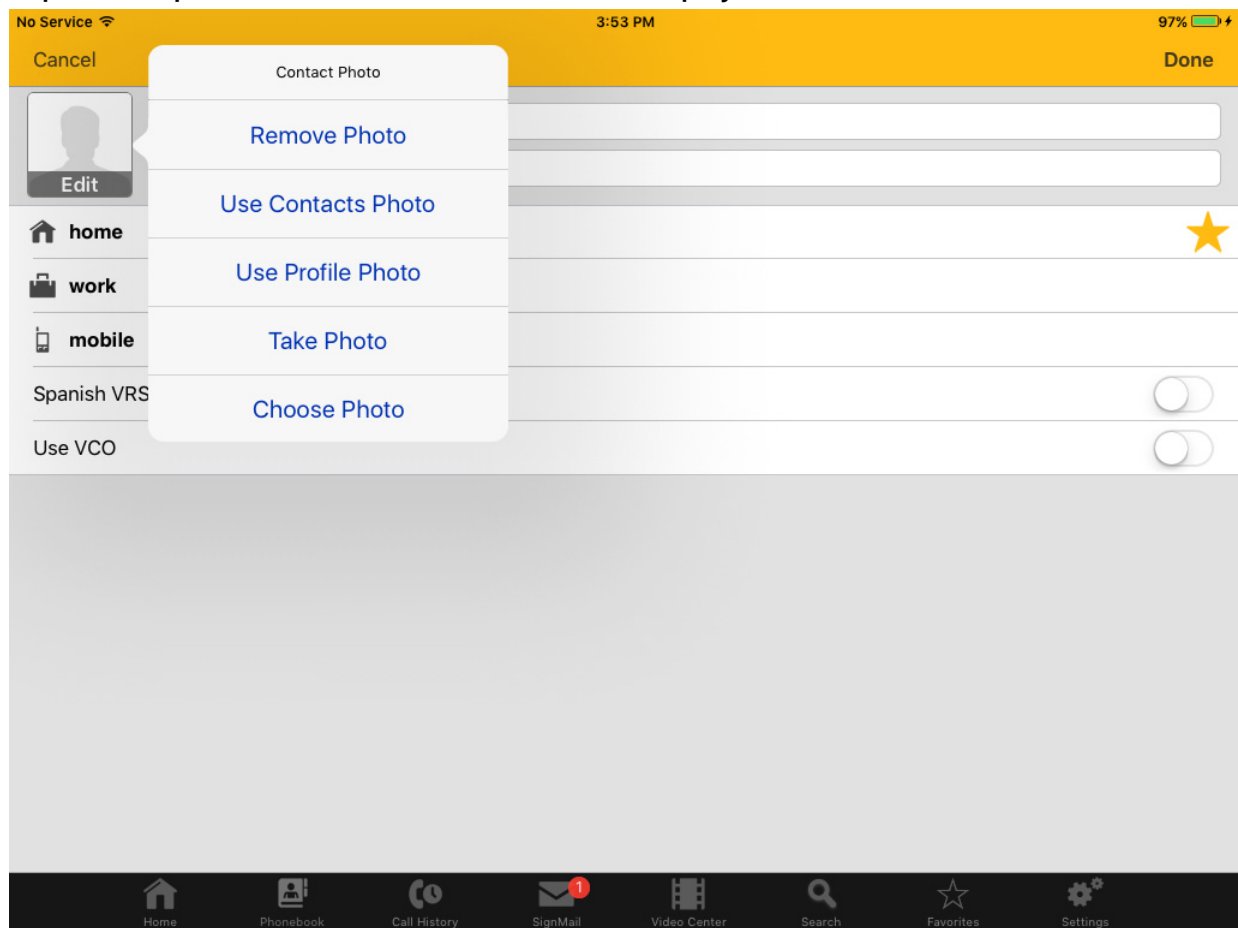 No Service 3:53 PM 97%
Cancel Contact Photo Done
Remove Photo
Edit
Use Contacts Photo
home
Use Profile Photo
work
mobile Take Photo
Spanish VRS
Choose Photo
Use VCO
1
Home Phonebook Call History SignMail Video Center Search Favorites Settings